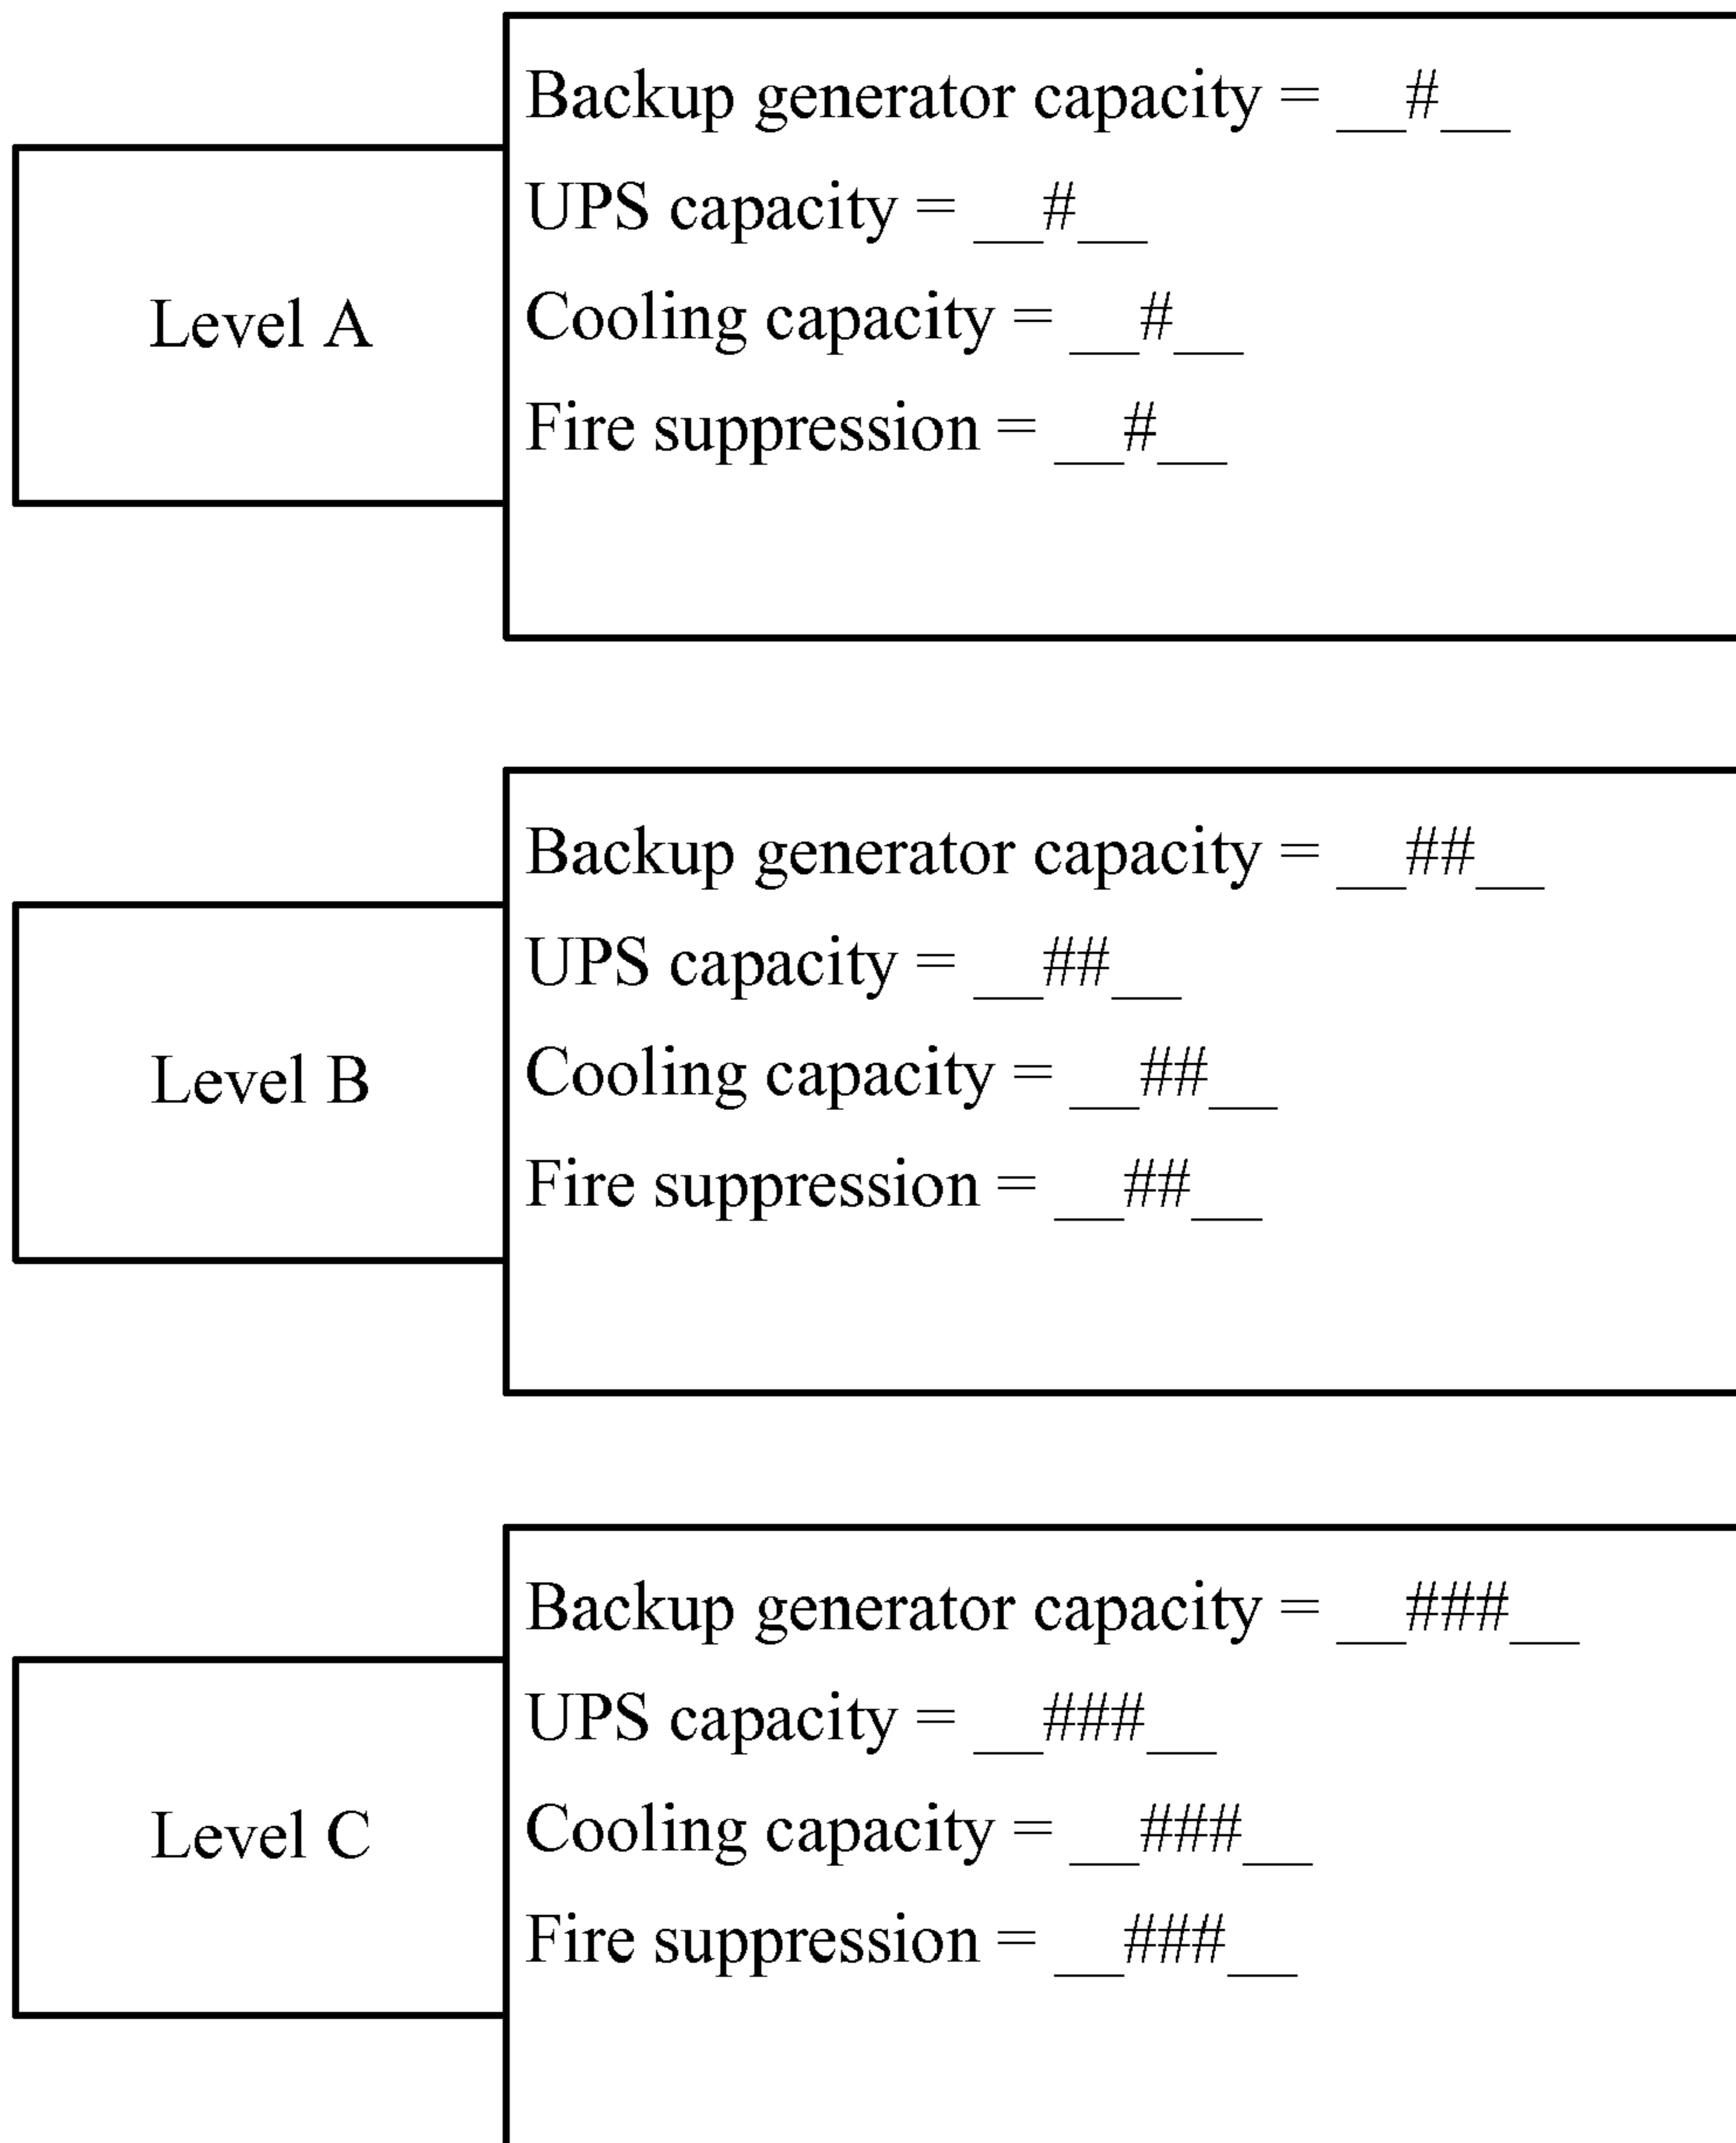 Backup generator capacity = __#__
UPS capacity = __#__
Level A
Cooling capacity = __#__
Fire suppression = __#__
Backup generator capacity = __##__
UPS capacity = __##__
Level B
Cooling capacity = __##__
Fire suppression = __##__
Backup generator capacity = __###__
UPS capacity = __###__
Level C
Cooling capacity = __###__
Fire suppression = __###__